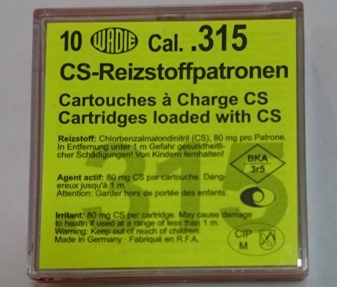 10 WADIE Cal. .315
CS-Reizstoffpatronen
Cartouches à Charge CS
Cartridges loaded with CS
Reizstoff: Chlorbenzalmalondinitril (CS), 80 mg pro Patrone.
In Entfernung unter 1 m Gefahr gesundheitli-
cher Schädigungen! Von Kindern fernhalten!
BKA
3r5
Agent actif: 80 mg CS par cartouche. Dang-
ereux jusqu'à 1 m.
Attention: Garder hors de portée des enfants.
315
Irritant: 80 mg CS per cartridge. May cause damage
to health if used at a range of less than 1 m.
Warning: Keep out of reach of children.
Made in Germany - Fabriqué en R.F.A.
CIP
M